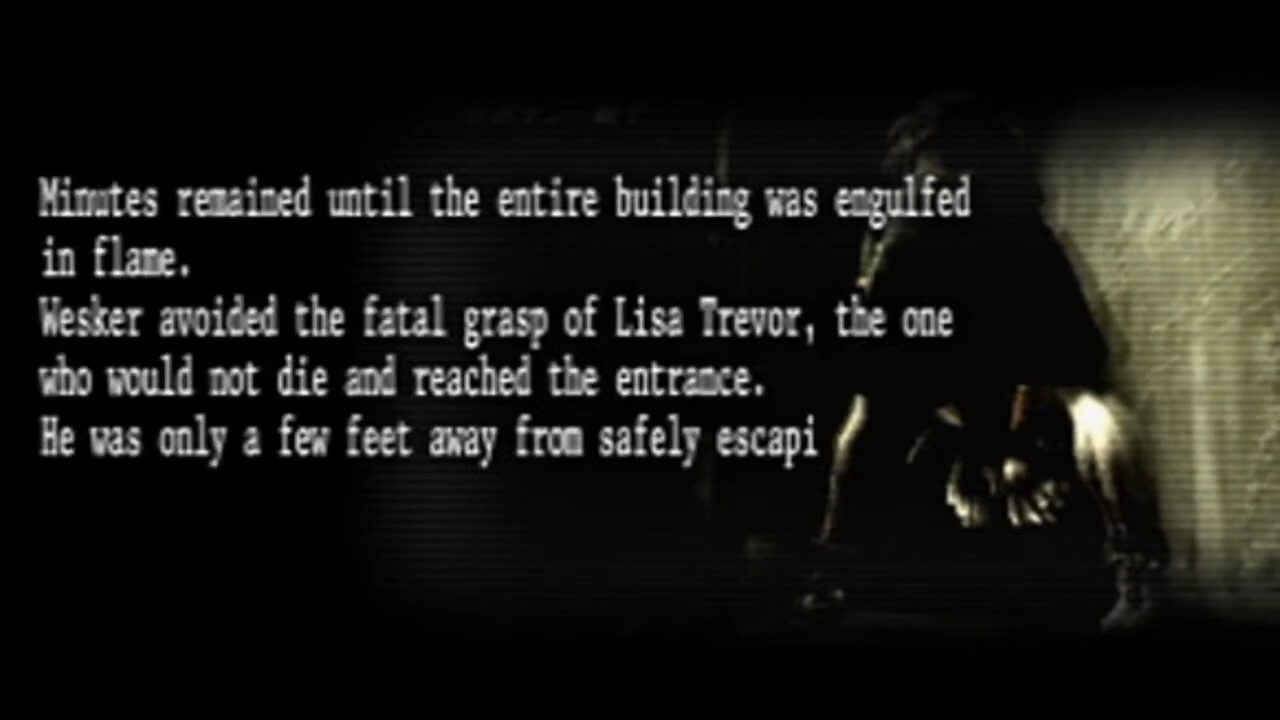 Minutes remained until the entire building was engulfed
in flame.
Wesker avoided the fatal grasp of Lisa Trevor, the one
who would not die and reached the entrance.
He was only a few feet away from safely escapi